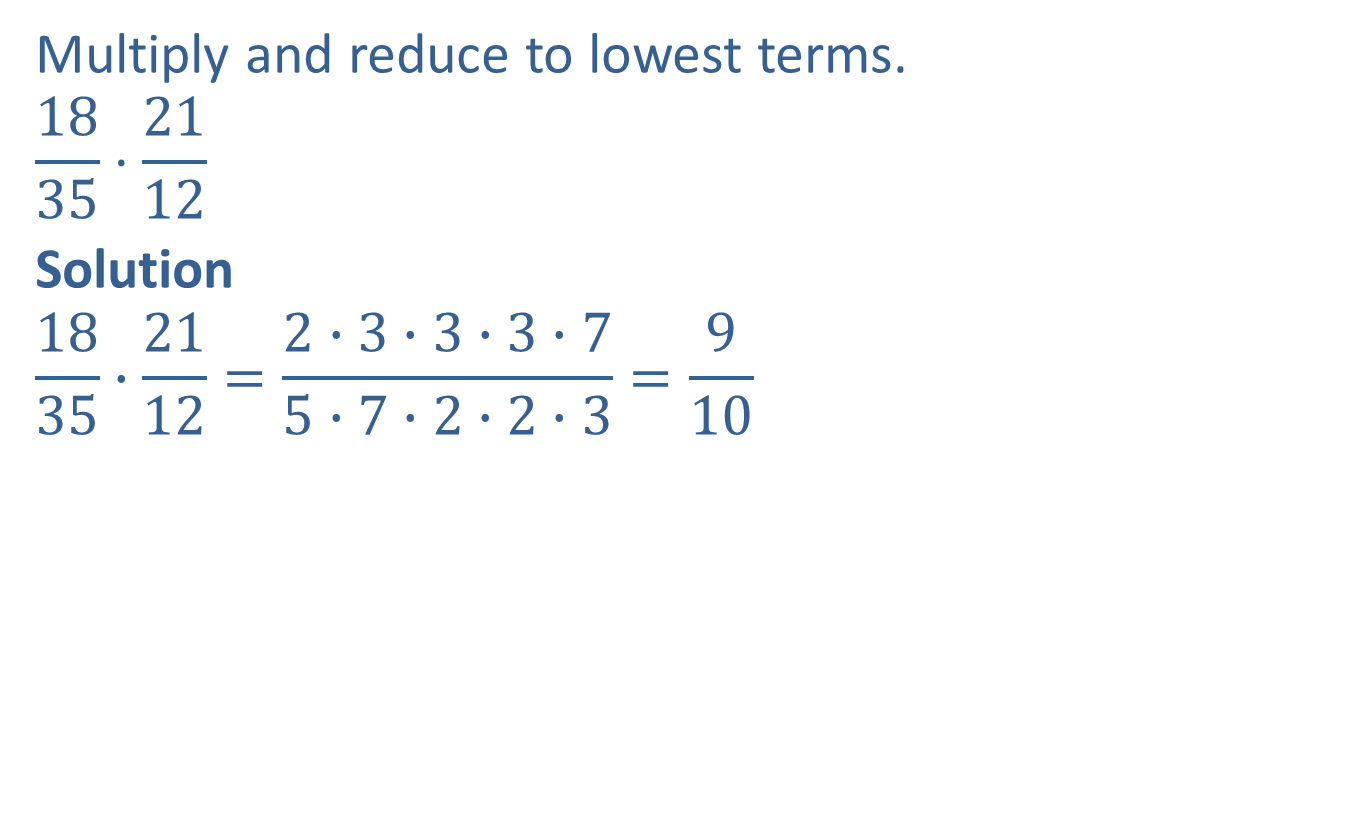 Multiply and reduce to lowest terms.
18/35 · 21/12
Solution
18/35 · 21/12 = 2 · 3 · 3 · 3 · 7/5 · 7 · 2 · 2 · 3 = 9/10